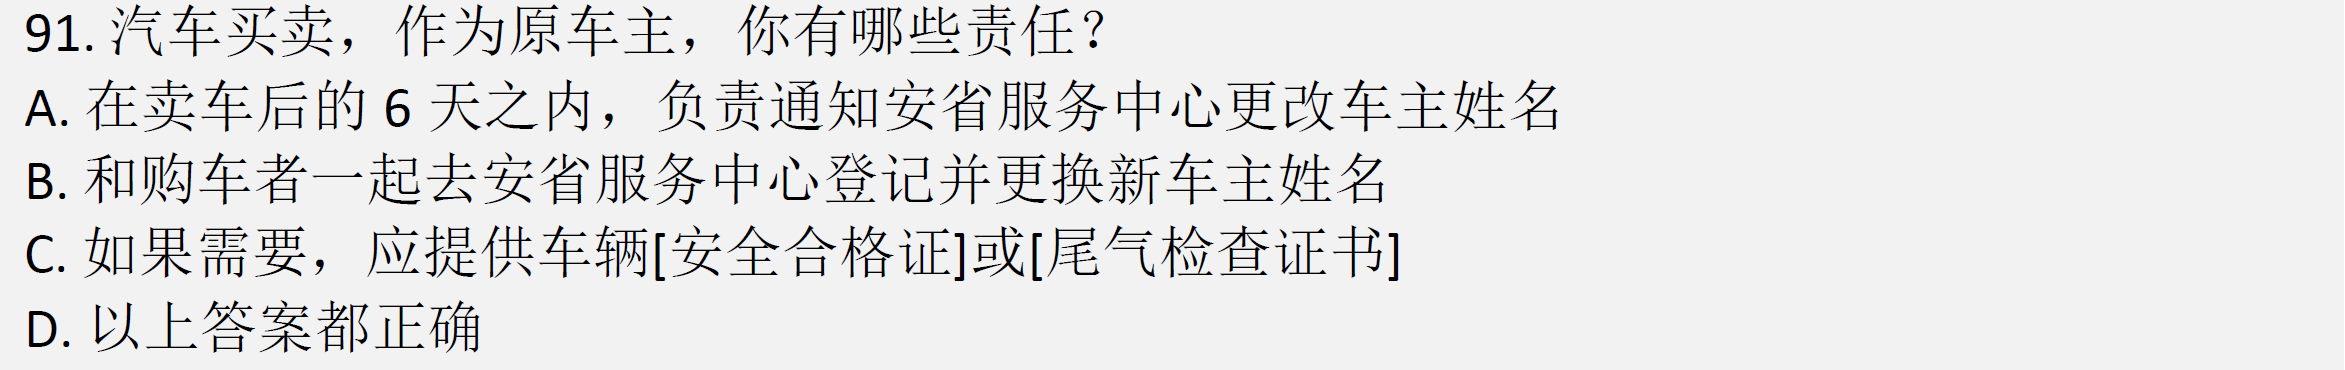 91. 汽车买卖，作为原车主，你有哪些责任？
A. 在卖车后的 6 天之内，负责通知安省服务中心更改车主姓名
B. 和购车者一起去安省服务中心登记并更换新车主姓名
C. 如果需要，应提供车辆[安全合格证]或[尾气检查证书]
D. 以上答案都正确